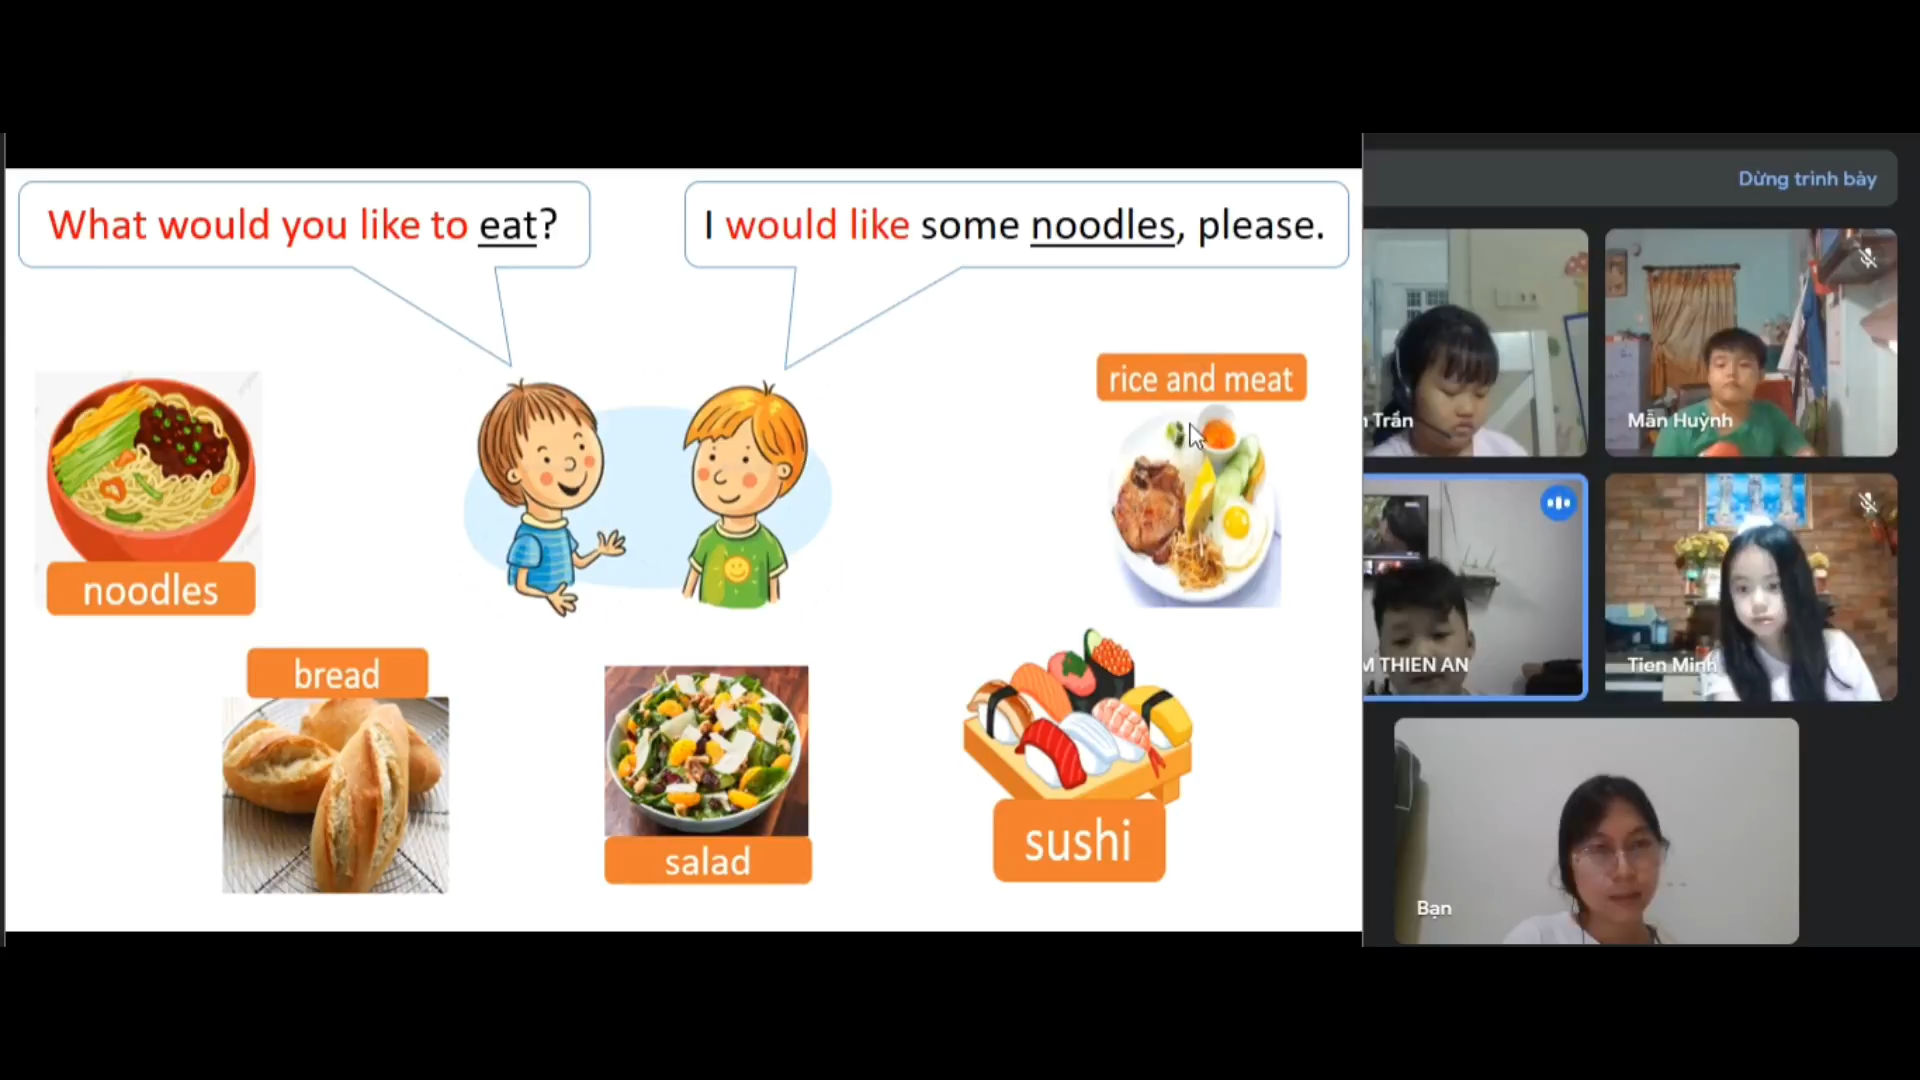 What would you like to eat?
I would like some noodles, please.
noodles
rice and meat
bread
salad
sushi
Dừng trình bày
Trấn
Mẫn Huỳnh
THIEN AN
Tien Minh
Bạn